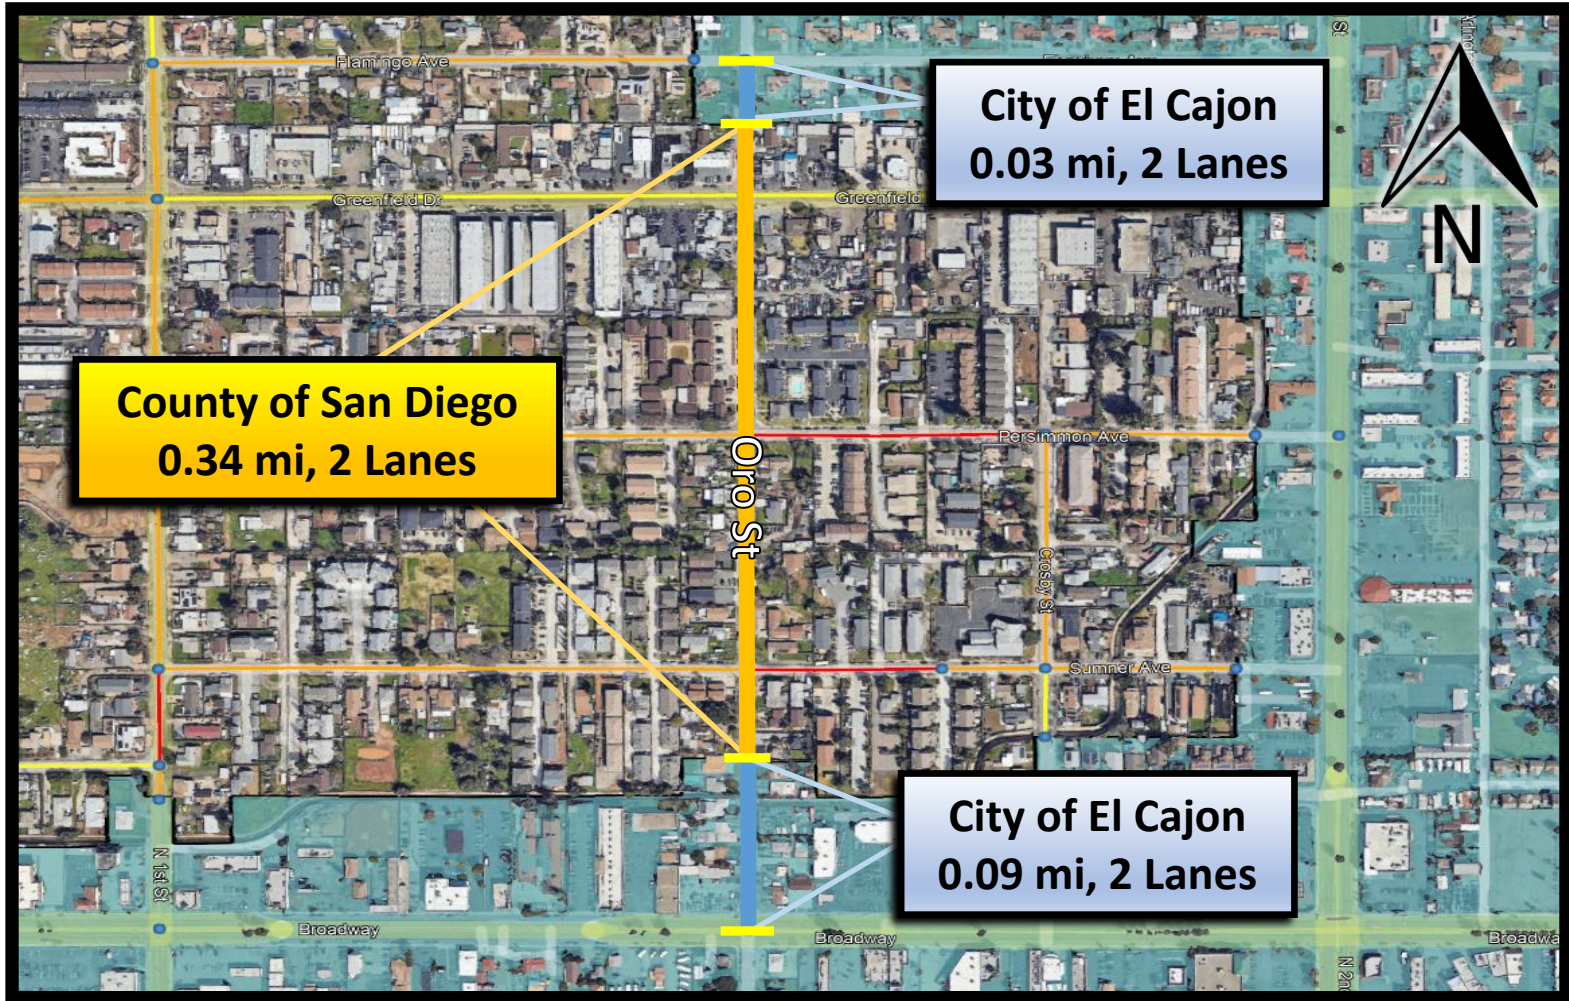 Flamingo Ave
City of El Cajon
0.03 mi, 2 Lanes
N
Greenfield Dr
Greenfield
County of San Diego
0.34 mi, 2 Lanes
Persimmon Ave
Oro St
Crosby St
Sumner Ave
City of El Cajon
0.09 mi, 2 Lanes
N 1st St
Broadway
Broadway
Broadwa
N 2nd
St